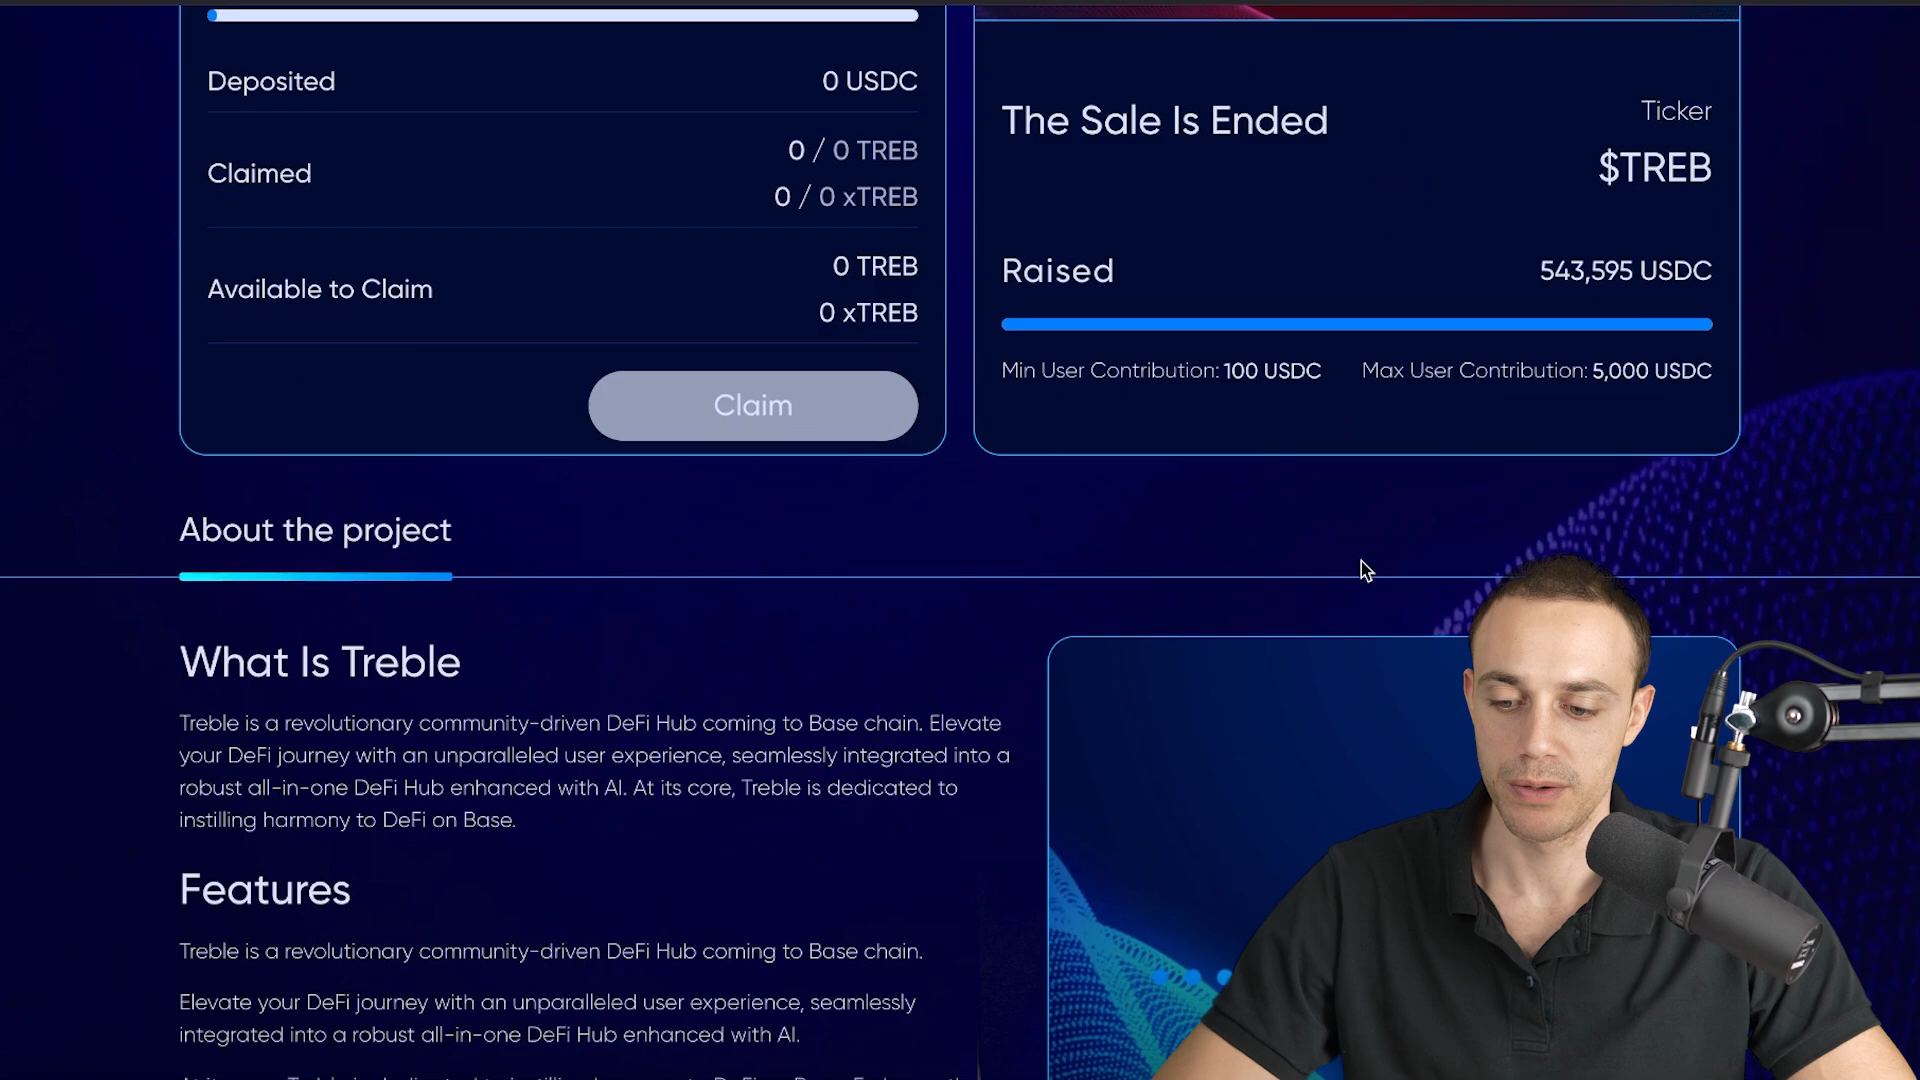 Deposited
0 USDC
Claimed
0 / 0 TREB
0 / 0 xTREB
Available to Claim
0 TREB
0 xTREB
Claim
The Sale Is Ended
Ticker
$TREB
Raised
543,595 USDC
Min User Contribution: 100 USDC
Max User Contribution: 5,000 USDC
About the project
What Is Treble
Treble is a revolutionary community-driven DeFi Hub coming to Base chain. Elevate
your DeFi journey with an unparalleled user experience, seamlessly integrated into a
robust all-in-one DeFi Hub enhanced with AI. At its core, Treble is dedicated to
instilling harmony to DeFi on Base.
Features
Treble is a revolutionary community-driven DeFi Hub coming to Base chain.
Elevate your DeFi journey with an unparalleled user experience, seamlessly
integrated into a robust all-in-one DeFi Hub enhanced with AI.